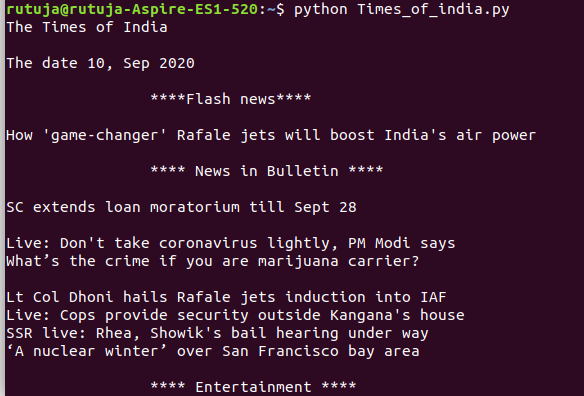 rutuja@rutuja-Aspire-ES1-520:~$ python Times_of_india.py
The Times of India
The date 10, Sep 2020
****Flash news****
How 'game-changer' Rafale jets will boost India's air power
**** News in Bulletin ****
SC extends loan moratorium till Sept 28
Live: Don't take coronavirus lightly, PM Modi says
What’s the crime if you are marijuana carrier?
Lt Col Dhoni hails Rafale jets induction into IAF
Live: Cops provide security outside Kangana's house
SSR live: Rhea, Showik's bail hearing under way
‘A nuclear winter’ over San Francisco bay area
**** Entertainment ****